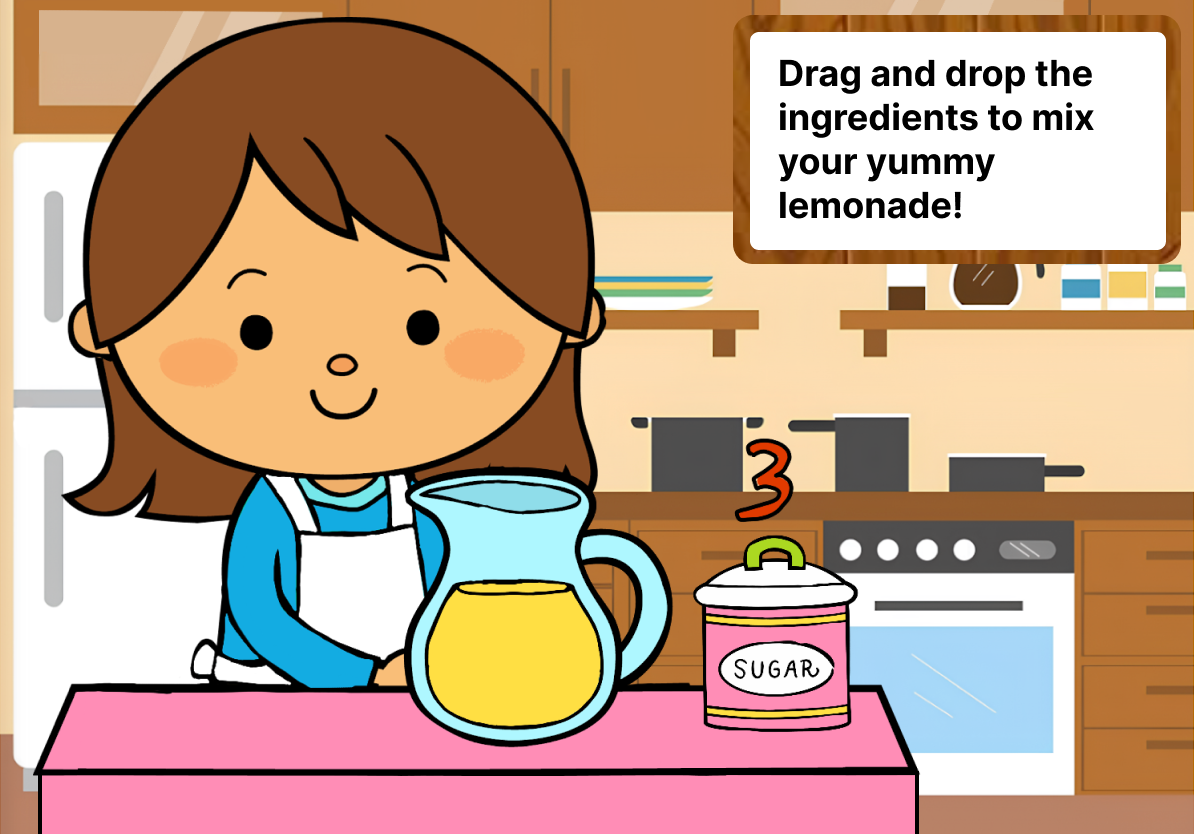 Drag and drop the
ingredients to mix
your yummy
lemonade!
3
SUGAR